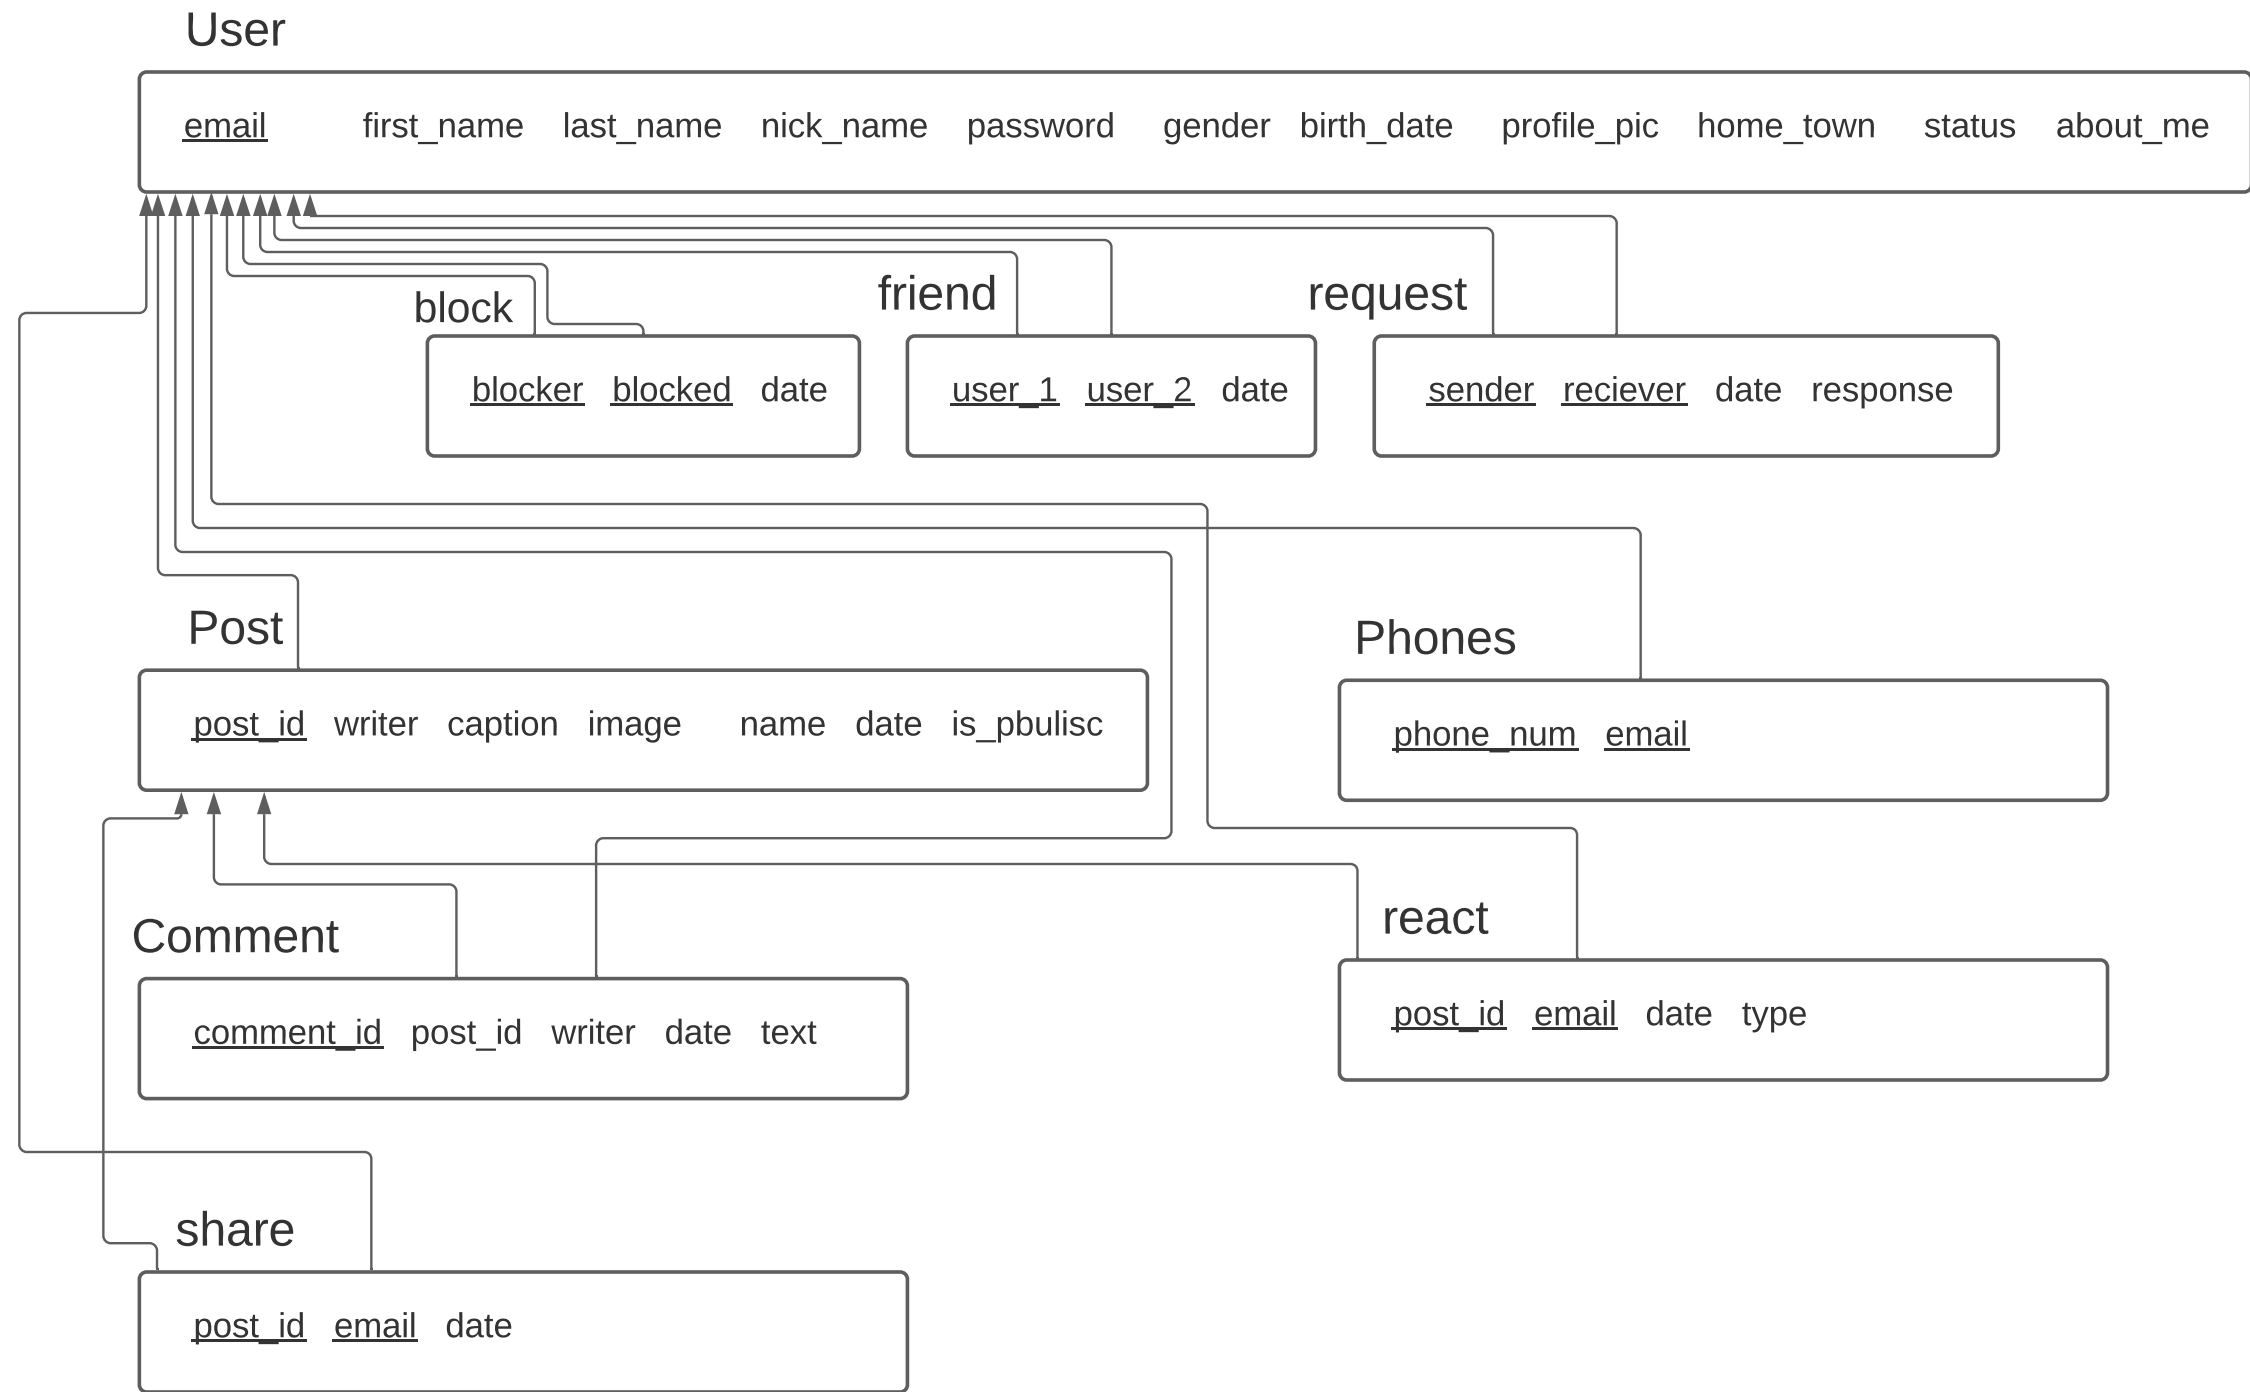 User
email first_name last_name nick_name password gender birth_date profile_pic home_town status about_me
block
blocker blocked date
friend
user_1 user_2 date
request
sender reciever date response
Post
post_id writer caption image name date is_pbulisc
Phones
phone_num email
Comment
comment_id post_id writer date text
react
post_id email date type
share
post_id email date